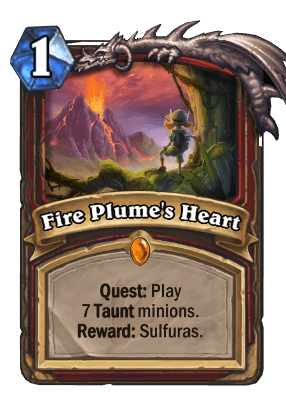 1
Fire Plume's Heart
Quest: Play
7 Taunt minions.
Reward: Sulfuras.